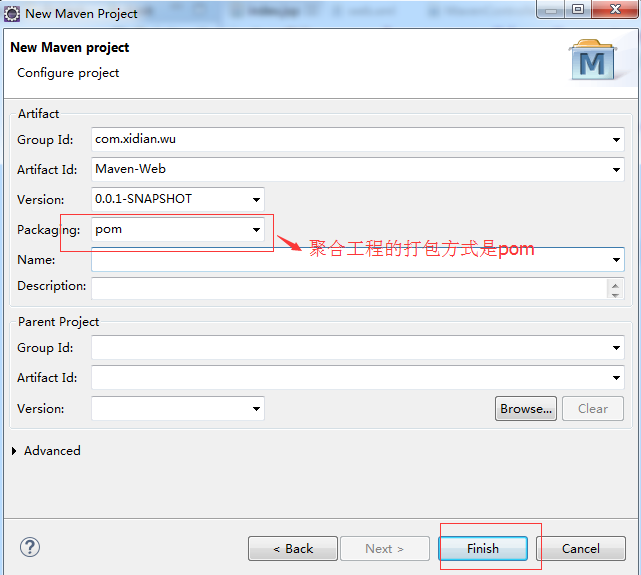 New Maven Project
New Maven project
Configure project
M
Artifact
Group Id: com.xidian.wu
Artifact Id: Maven-Web
Version: 0.0.1-SNAPSHOT
Packaging: pom
聚合工程的打包方式是pom
Name:
Description:
Parent Project
Group Id:
Artifact Id:
Version: Browse... Clear
Advanced
? < Back Next > Finish Cancel